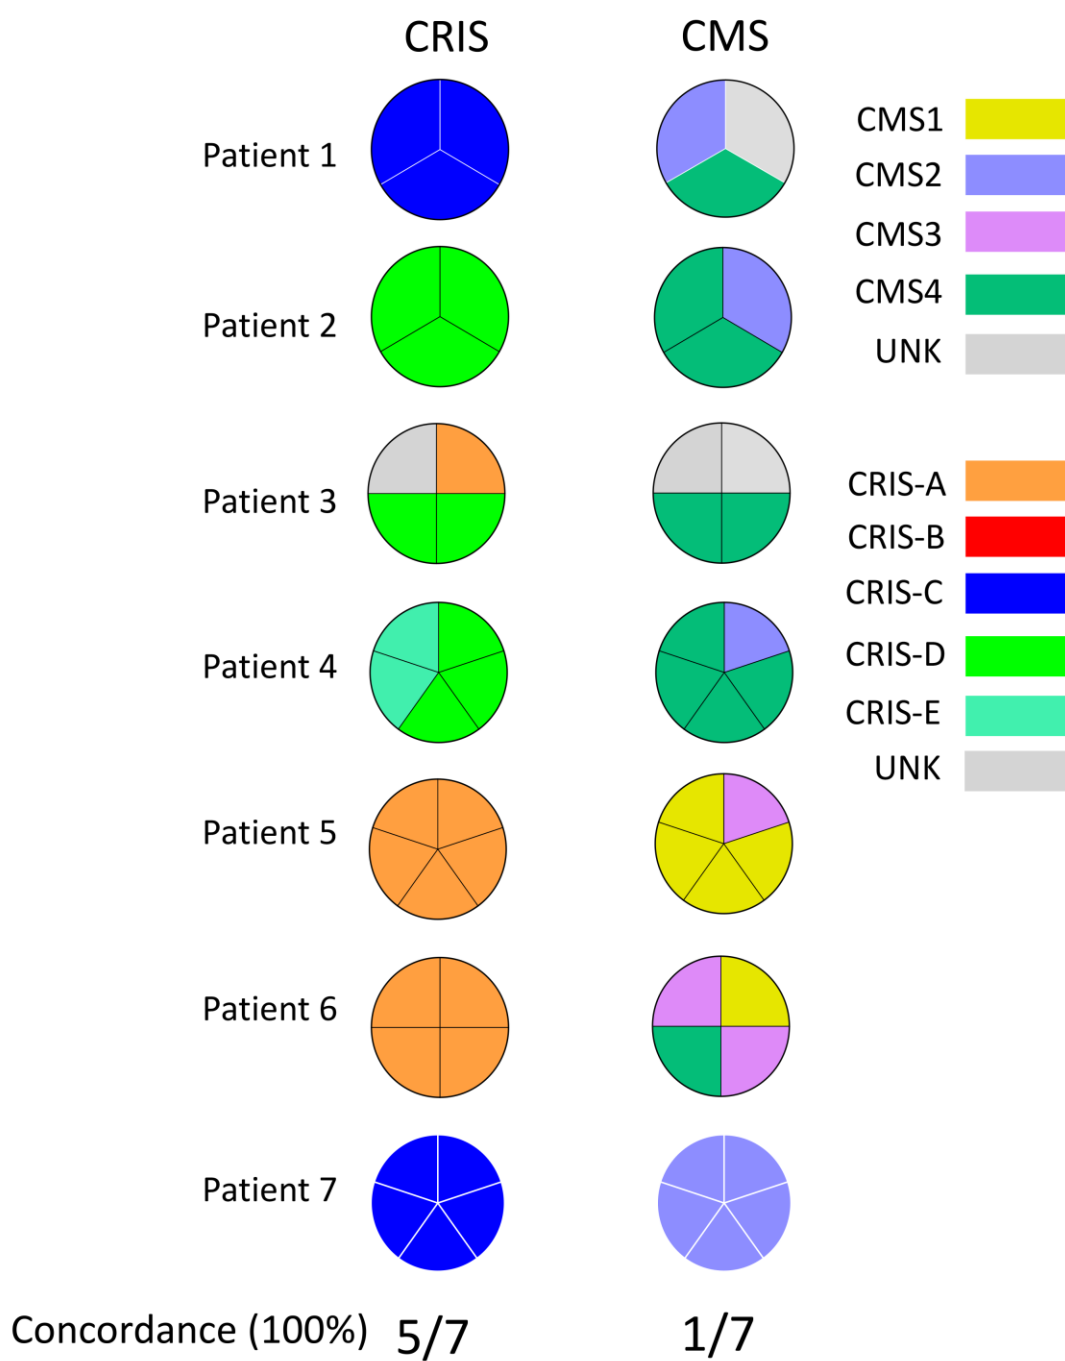 CRIS CMS
Patient 1
Patient 2
Patient 3
Patient 4
Patient 5
Patient 6
Patient 7
Concordance (100%) 5/7 1/7
CMS1
CMS2
CMS3
CMS4
UNK
CRIS-A
CRIS-B
CRIS-C
CRIS-D
CRIS-E
UNK